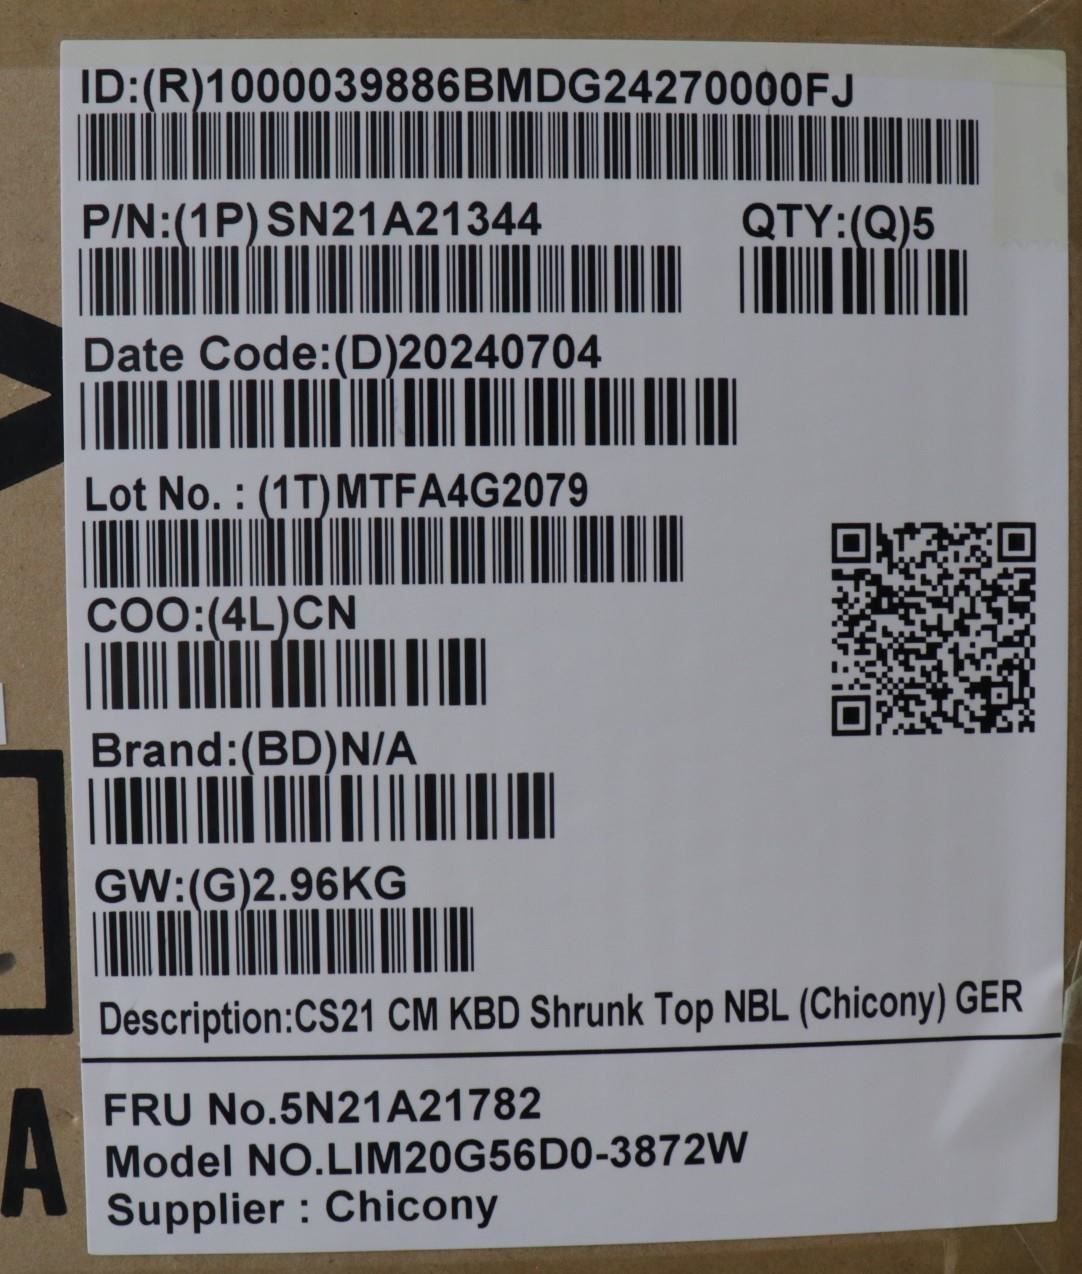 ID:(R)1000039886BMDG24270000FJ
P/N:(1P)SN21A21344 QTY:(Q)5
Date Code:(D)20240704
Lot No. : (1T)MTFA4G2079
COO:(4L)CN
Brand:(BD)N/A
GW:(G)2.96KG
Description:CS21 CM KBD Shrunk Top NBL (Chicony) GER
FRU No.5N21A21782
Model NO.LIM20G56D0-3872W
Supplier : Chicony
A